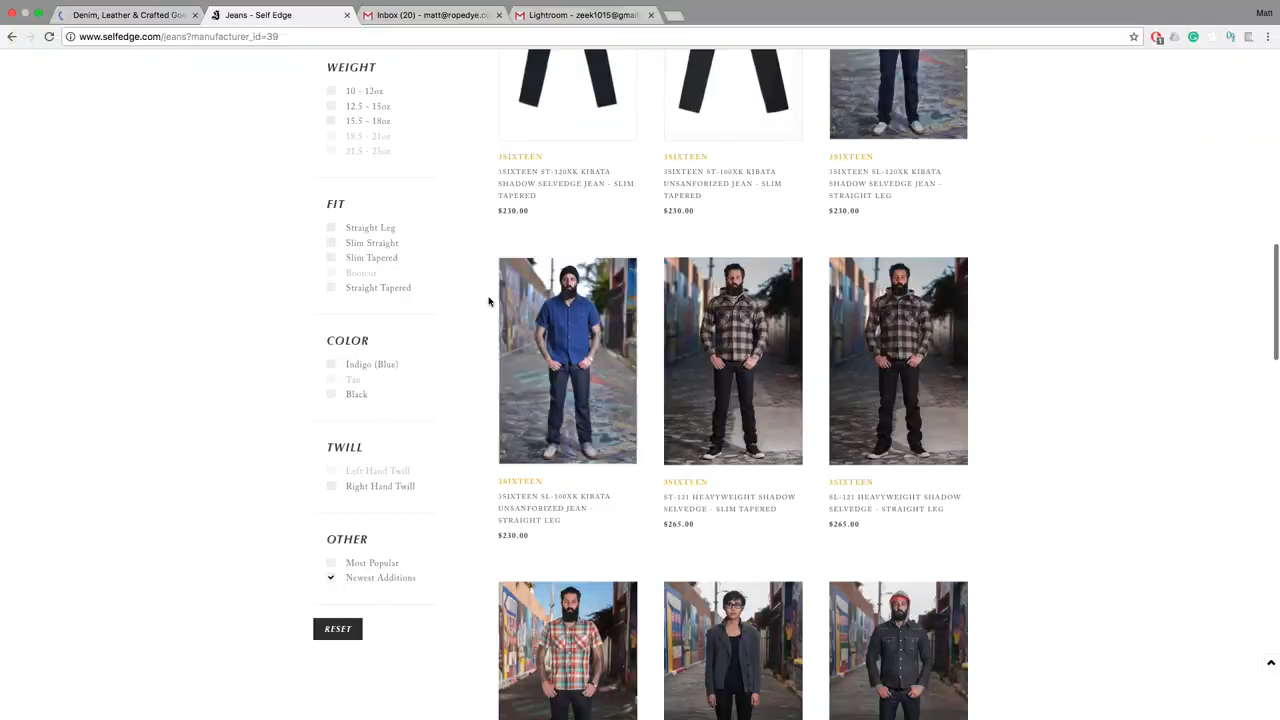 Denim, Leather & Crafted Goo
Jeans - Self Edge
Inbox (20) - matt@ropedye.c
Lightroom - zeek1015@gmail
Matt
www.selfedge.com/jeans?manufacturer_id=39
WEIGHT
10 - 12oz
12.5 - 15oz
15.5 - 18oz
18.5 - 21oz
21.5 - 25oz
FIT
Straight Leg
Slim Straight
Slim Tapered
Bootcut
Straight Tapered
COLOR
Indigo (Blue)
Tan
Black
TWILL
Left Hand Twill
Right Hand Twill
OTHER
Most Popular
Newest Additions
RESET
3SIXTEEN
3SIXTEEN ST-120XK KIBATA
SHADOW SELVEDGE JEAN - SLIM
TAPERED
$230.00
3SIXTEEN
3SIXTEEN ST-100XK KIBATA
UNSANFORIZED JEAN - SLIM
TAPERED
$230.00
3SIXTEEN
3SIXTEEN SL-120XK KIBATA
SHADOW SELVEDGE JEAN -
STRAIGHT LEG
$230.00
3SIXTEEN
3SIXTEEN SL-100XK KIBATA
UNSANFORIZED JEAN -
STRAIGHT LEG
$230.00
3SIXTEEN
ST-121 HEAVYWEIGHT SHADOW
SELVEDGE - SLIM TAPERED
$265.00
3SIXTEEN
SL-121 HEAVYWEIGHT SHADOW
SELVEDGE - STRAIGHT LEG
$265.00